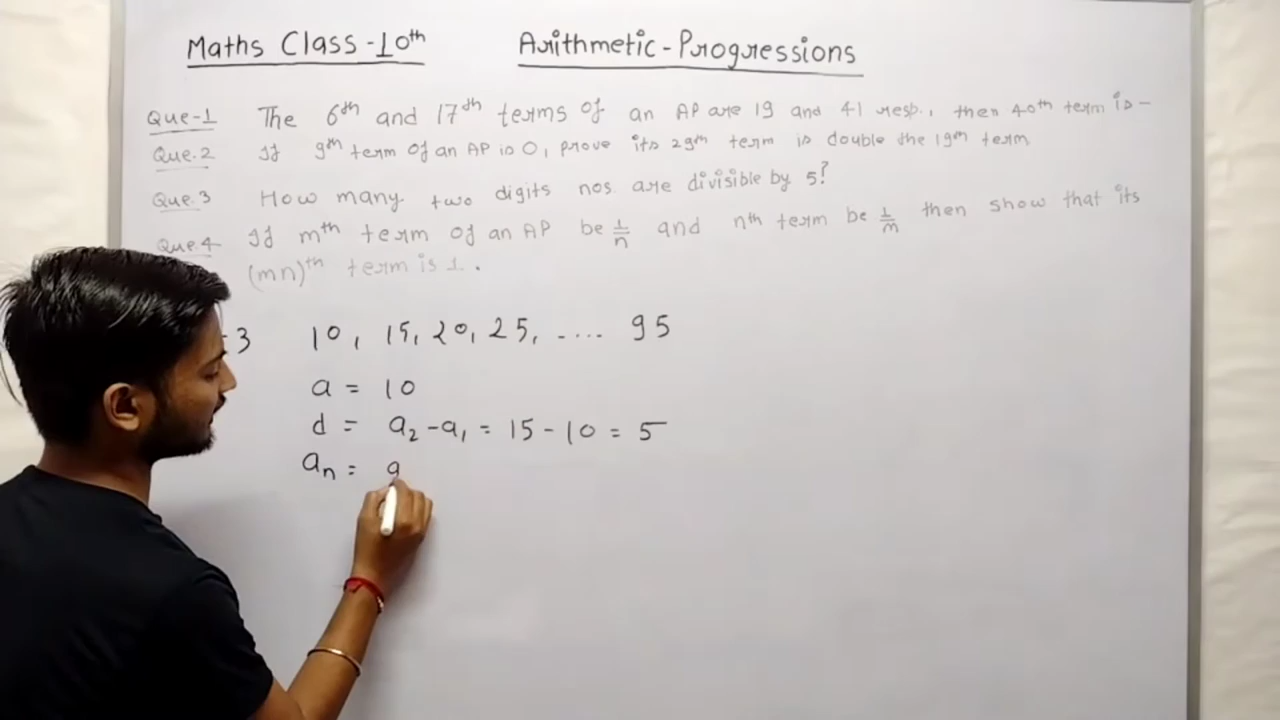 Maths Class-10th Arithmetic-Progressions
Que-1 The 6th and 17th terms of an AP are 19 and 41 resp., then 40th term is-
Que.2 If 9th term of an AP is 0, prove its 29th term is double the 19th term
Que.3 How many two digits nos are divisible by 5?
Que.4 If mth term of an AP be 1/n and nth term be 1/m then show that its
(mn)th term is 1.
-3 10, 15, 20, 25, .... 95
a = 10
d = a₂-a₁ = 15-10 = 5
aₙ = 9